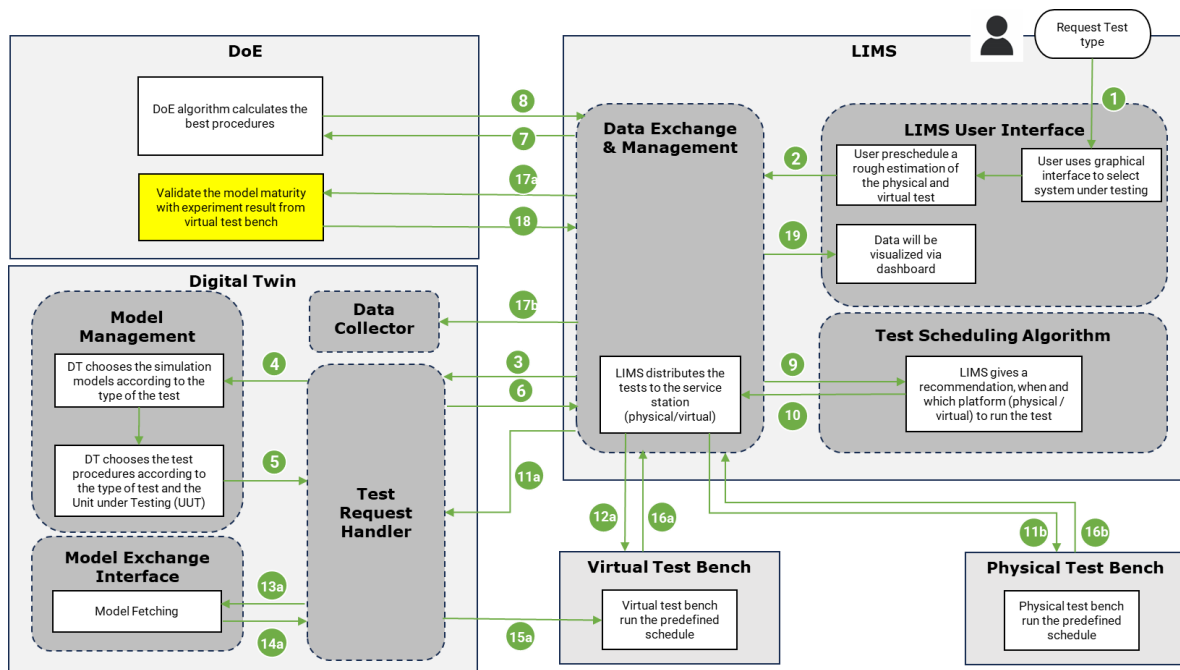 Request Test
type
DoE
LIMS
DoE algorithm calculates the
best procedures
8
7
Validate the model maturity
with experiment result from
virtual test bench
17a
18
Data Exchange
& Management
1
LIMS User Interface
2
User preschedule a
rough estimation of
the physical and
virtual test
User uses graphical
interface to select
system under testing
19
Data will be
visualized via
dashboard
Digital Twin
Model
Management
Data
Collector
17b
DT chooses the simulation
models according to the
type of the test
4
3
6
LIMS distributes the
tests to the service
station
(physical/virtual)
Test Scheduling Algorithm
9
10
LIMS gives a
recommendation, when and
which platform (physical /
virtual) to run the test
DT chooses the test
procedures according to
the type of test and the
Unit under Testing (UUT)
5
Test
Request
Handler
11a
12a
16a
11b
16b
Model Exchange
Interface
Model Fetching
13a
14a
15a
Virtual Test Bench
Virtual test bench
run the predefined
schedule
Physical Test Bench
Physical test bench
run the predefined
schedule